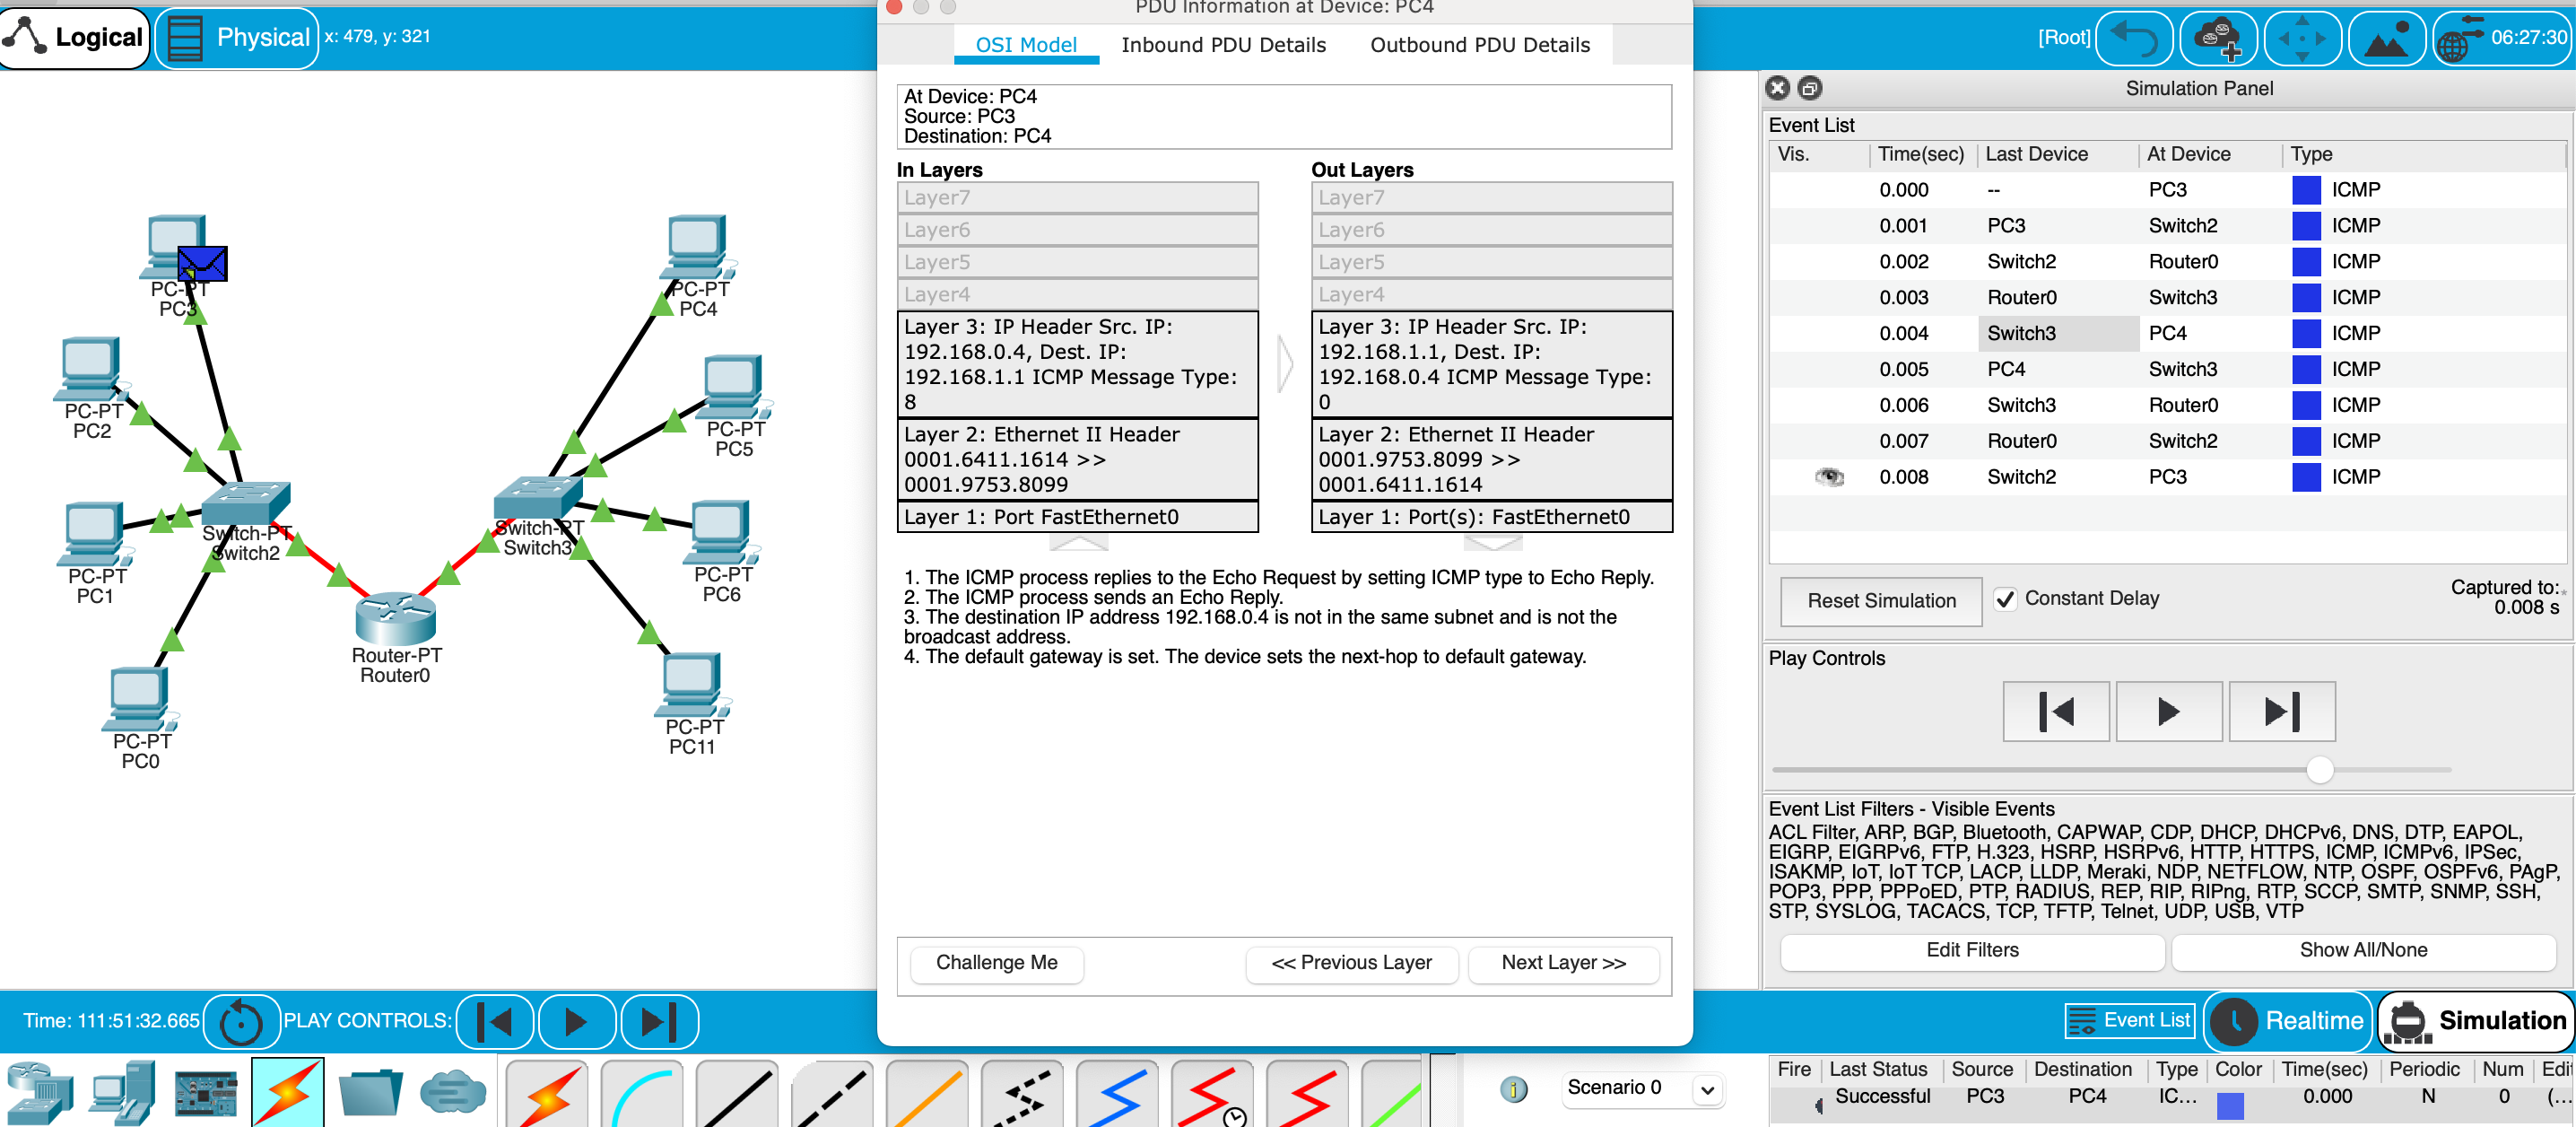 PDU Information at Device: PC4
Logical
Physical
x: 479, y: 321
[Root]
06:27:30
OSI Model
Inbound PDU Details
Outbound PDU Details
At Device: PC4
Source: PC3
Destination: PC4
In Layers
Layer7
Layer6
Layer5
Layer4
Layer 3: IP Header Src. IP:
192.168.0.4, Dest. IP:
192.168.1.1 ICMP Message Type:
8
Layer 2: Ethernet II Header
0001.6411.1614 >>
0001.9753.8099
Layer 1: Port FastEthernet0
Out Layers
Layer7
Layer6
Layer5
Layer4
Layer 3: IP Header Src. IP:
192.168.1.1, Dest. IP:
192.168.0.4 ICMP Message Type:
0
Layer 2: Ethernet II Header
0001.9753.8099 >>
0001.6411.1614
Layer 1: Port(s): FastEthernet0
1. The ICMP process replies to the Echo Request by setting ICMP type to Echo Reply.
2. The ICMP process sends an Echo Reply.
3. The destination IP address 192.168.0.4 is not in the same subnet and is not the
broadcast address.
4. The default gateway is set. The device sets the next-hop to default gateway.
Challenge Me
<< Previous Layer
Next Layer >>
PC-PT
PC3
PC-PT
PC4
PC-PT
PC2
PC-PT
PC5
PC-PT
PC1
Switch-PT
Switch2
Switch-PT
Switch3
PC-PT
PC6
Router-PT
Router0
PC-PT
PC0
PC-PT
PC11
Simulation Panel
Event List
Vis. Time(sec) Last Device At Device Type
0.000 -- PC3 ICMP
0.001 PC3 Switch2 ICMP
0.002 Switch2 Router0 ICMP
0.003 Router0 Switch3 ICMP
0.004 Switch3 PC4 ICMP
0.005 PC4 Switch3 ICMP
0.006 Switch3 Router0 ICMP
0.007 Router0 Switch2 ICMP
0.008 Switch2 PC3 ICMP
Reset Simulation
Constant Delay
Captured to:*
0.008 s
Play Controls
Event List Filters - Visible Events
ACL Filter, ARP, BGP, Bluetooth, CAPWAP, CDP, DHCP, DHCPv6, DNS, DTP, EAPOL,
EIGRP, EIGRPv6, FTP, H.323, HSRP, HSRPv6, HTTP, HTTPS, ICMP, ICMPv6, IPSec,
ISAKMP, IoT, IoT TCP, LACP, LLDP, Meraki, NDP, NETFLOW, NTP, OSPF, OSPFv6, PAgP,
POP3, PPP, PPPoED, PTP, RADIUS, REP, RIP, RIPng, RTP, SCCP, SMTP, SNMP, SSH,
STP, SYSLOG, TACACS, TCP, TFTP, Telnet, UDP, USB, VTP
Edit Filters
Show All/None
Time: 111:51:32.665
PLAY CONTROLS:
Event List
Realtime
Simulation
Scenario 0
Fire Last Status Source Destination Type Color Time(sec) Periodic Num Edit
Successful PC3 PC4 IC... 0.000 N 0 (...